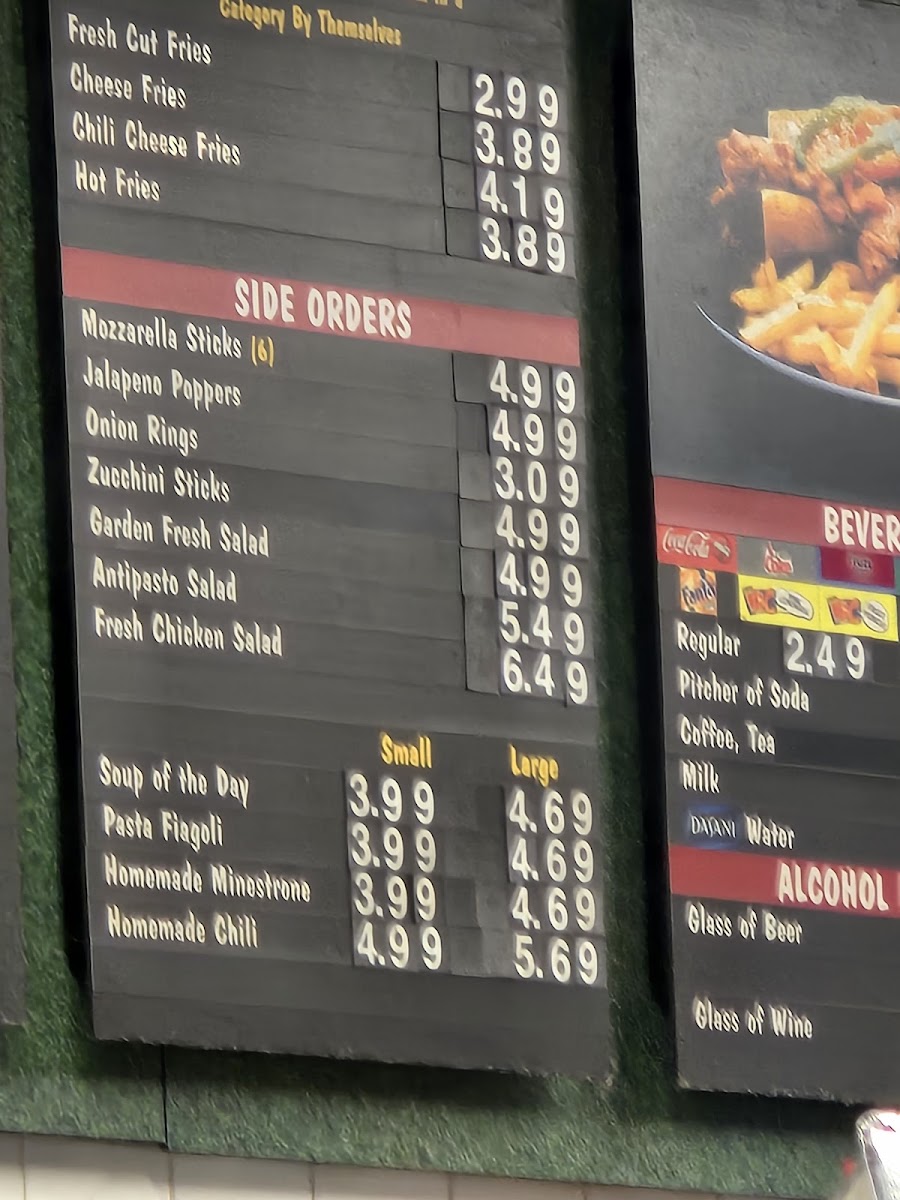 Category By Themselves
Fresh Cut Fries 2.99
Cheese Fries 3.89
Chili Cheese Fries 4.19
Hot Fries 3.89
SIDE ORDERS
Mozzarella Sticks (6) 4.99
Jalapeno Poppers 4.99
Onion Rings 3.09
Zucchini Sticks 4.99
Garden Fresh Salad 4.99
Antipasto Salad 5.49
Fresh Chicken Salad 6.49
Small Large
Soup of the Day 3.99 4.69
Pasta Fiagoli 3.99 4.69
Homemade Minestrone 3.99 4.69
Homemade Chili 4.99 5.69
BEVER
Coca-Cola
Fanta
Regular 2.49
Pitcher of Soda
Coffee, Tea
Milk
DASANI Water
ALCOHOL
Glass of Beer
Glass of Wine